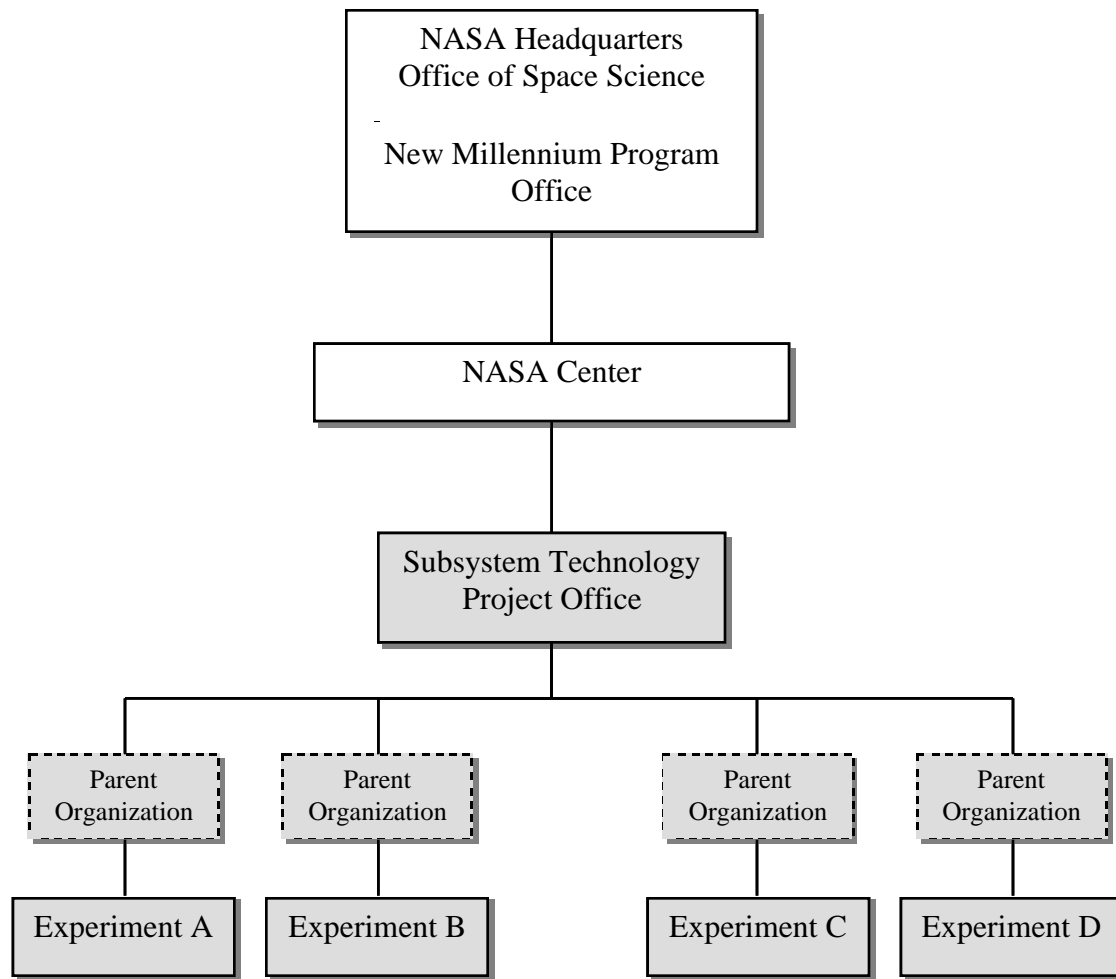 NASA Headquarters
Office of Space Science
-
New Millennium Program
Office
NASA Center
Subsystem Technology
Project Office
Parent
Organization
Parent
Organization
Parent
Organization
Parent
Organization
Experiment A
Experiment B
Experiment C
Experiment D